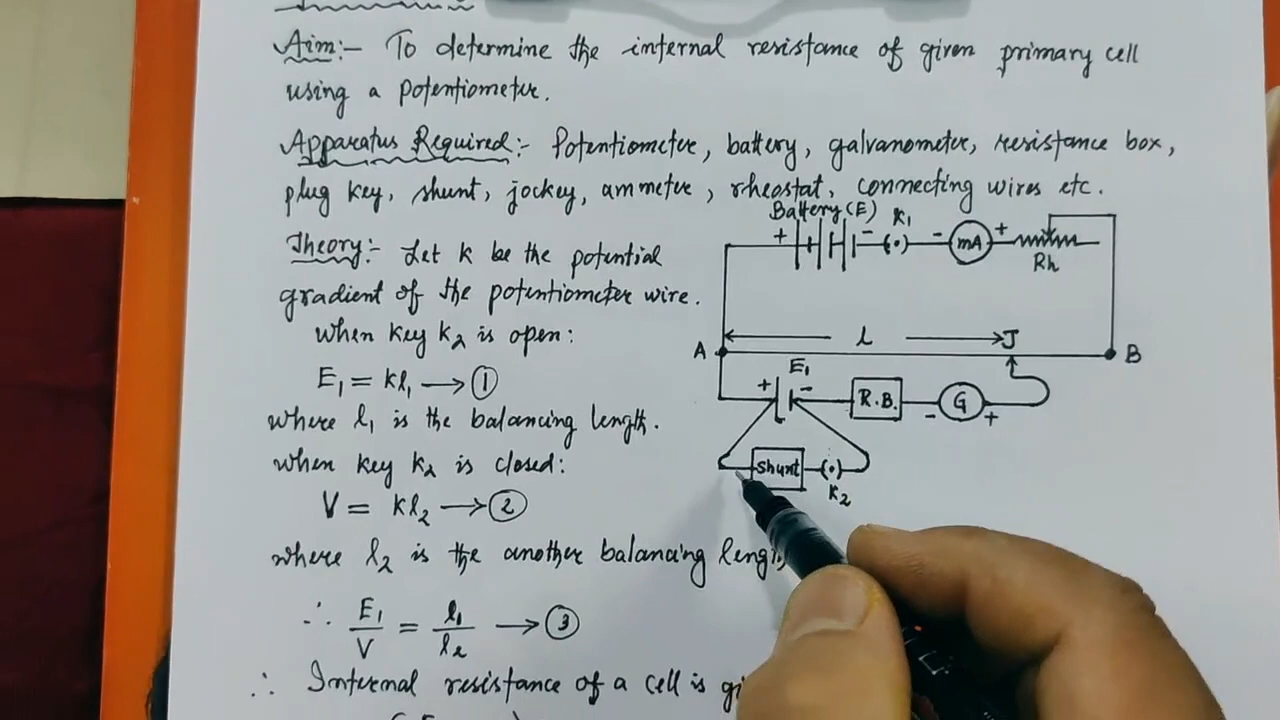 Aim:- To determine the internal resistance of given primary cell
using a potentiometer.
Apparatus Required:- Potentiometer, battery, galvanometer, resistance box,
plug key, shunt, jockey, ammeter, rheostat, connecting wires etc.
Theory:- Let K be the potential
gradient of the potentiometer wire.
When key K2 is open:
E1 = Kl1 → ①
where l1 is the balancing length.
when key K2 is closed:
V = Kl2 → ②
where l2 is the another balancing length
∴ E1/V = l1/l2 → ③
∴ Internal resistance of a cell is
Battery(E) K1
+ - - mA +
Rh
A l J B
+ E1 - R.B. - G +
shunt (•)
K2